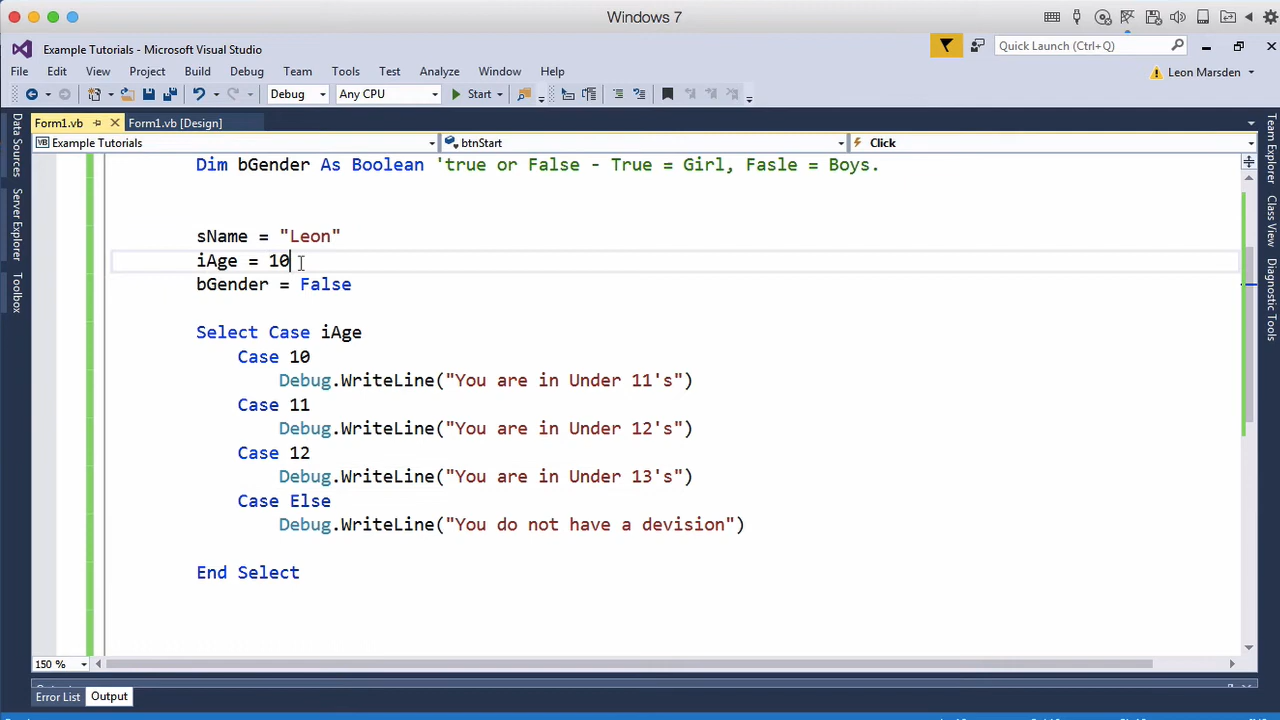 Windows 7
Example Tutorials - Microsoft Visual Studio
Quick Launch (Ctrl+Q)
File Edit View Project Build Debug Team Tools Test Analyze Window Help
Leon Marsden
Debug Any CPU Start
Form1.vb Form1.vb [Design]
Example Tutorials btnStart Click
Data Sources
Server Explorer
Toolbox
Team Explorer
Class View
Diagnostic Tools
Dim bGender As Boolean 'true or False - True = Girl, Fasle = Boys.
sName = "Leon"
iAge = 10
bGender = False
Select Case iAge
Case 10
Debug.WriteLine("You are in Under 11's")
Case 11
Debug.WriteLine("You are in Under 12's")
Case 12
Debug.WriteLine("You are in Under 13's")
Case Else
Debug.WriteLine("You do not have a devision")
End Select
150 %
Error List Output